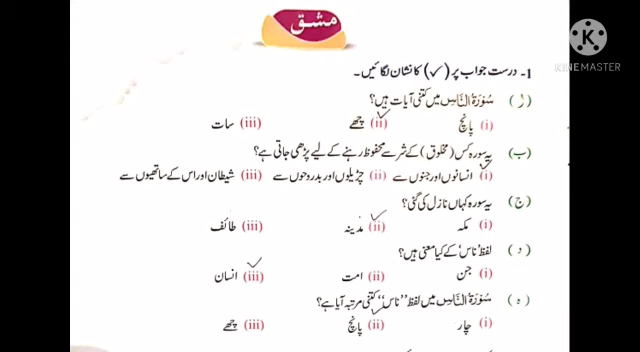 مشق
KINEMASTER
1- درست جواب پر (✓) کا نشان لگائیں۔
(ا) سُوْرَۃُ النَّاسِ میں کتنی آیات ہیں؟
(i) پانچ (ii) چھے (iii) سات
(ب) یہ سورہ کس (مخلوق) کے شر سے محفوظ رہنے کے لیے پڑھی جاتی ہے؟
(i) انسانوں اور جنوں سے (ii) چڑیلوں اور بدروحوں سے (iii) شیطان اور اس کے ساتھیوں سے
(ج) یہ سورہ کہاں نازل کی گئی؟
(i) مکہ (ii) مدینہ (iii) طائف
(د) لفظ ’ناس‘ کے کیا معنی ہیں؟
(i) جن (ii) امت (iii) انسان
(ہ) سُوْرَۃُ النَّاسِ میں لفظ ”ناس“ کتنی مرتبہ آیا ہے؟
(i) چار (ii) پانچ (iii) چھے